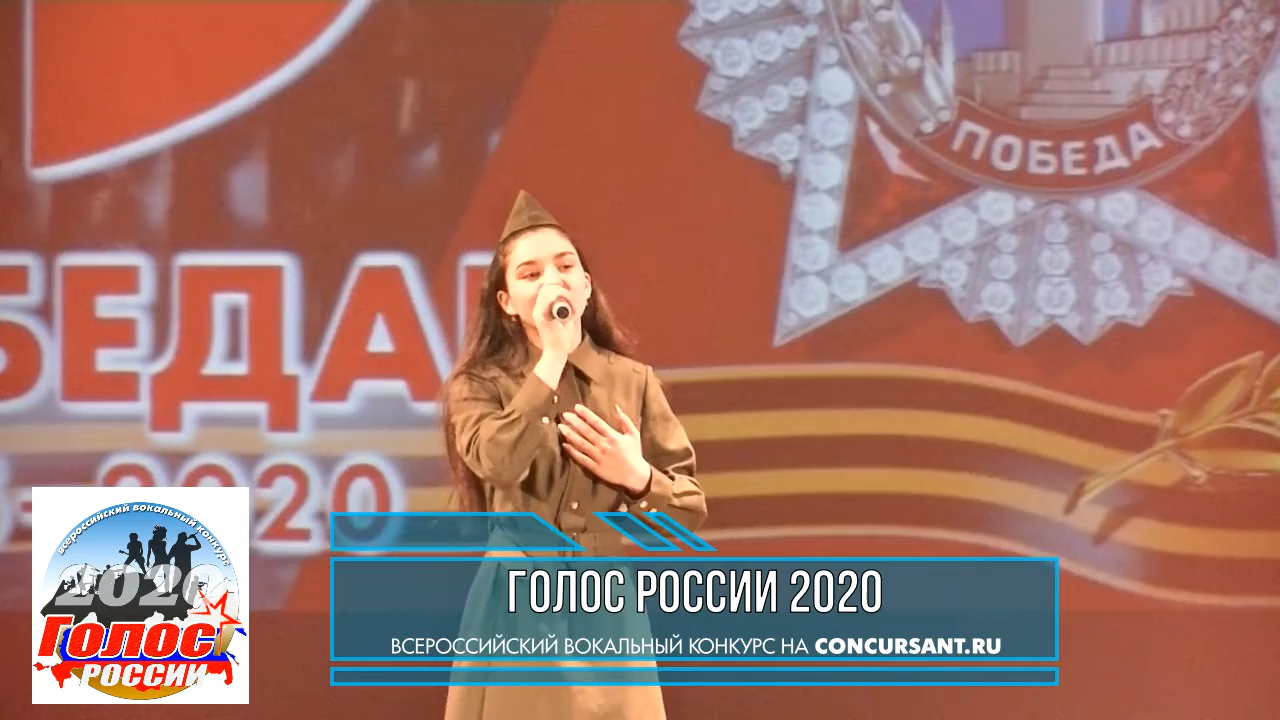 ПОБЕДА
БЕДА
-2020
всероссийский вокальный конкурс
2020
Голос
РОССИИ
ГОЛОС РОССИИ 2020
ВСЕРОССИЙСКИЙ ВОКАЛЬНЫЙ КОНКУРС НА CONCURSANT.RU